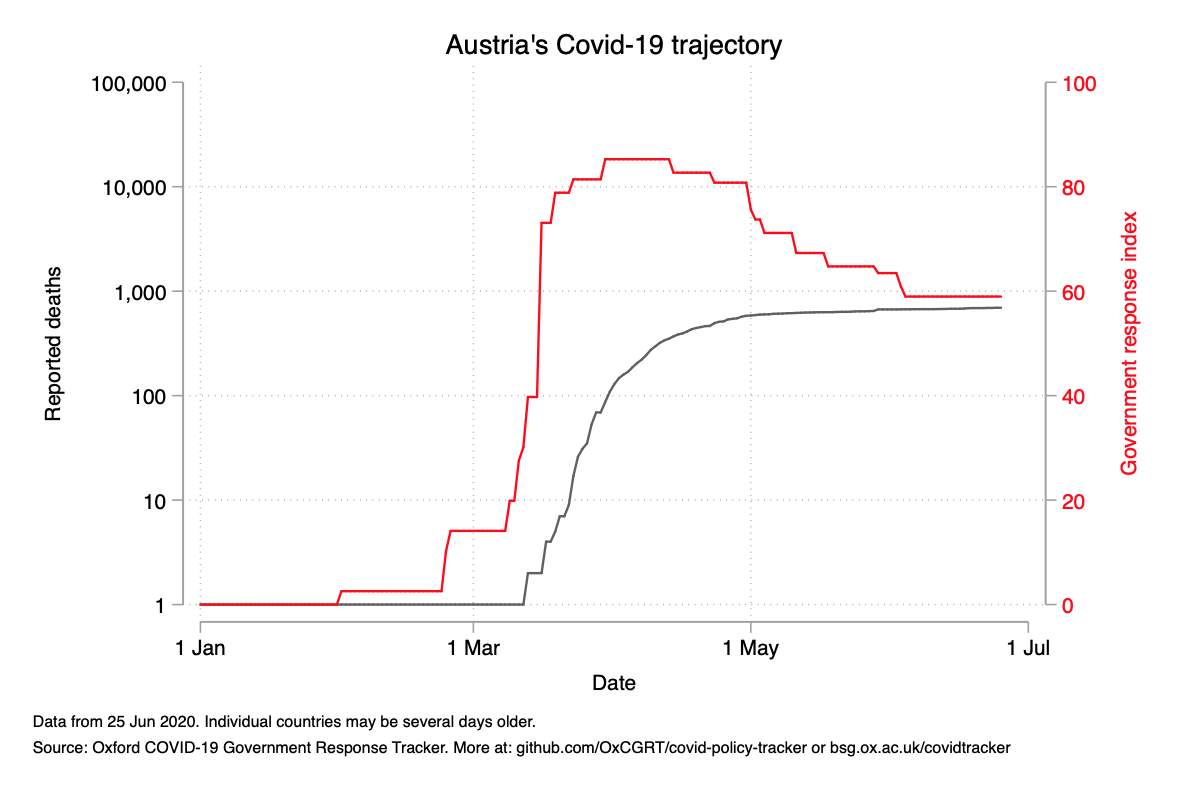 Austria's Covid-19 trajectory
100,000
10,000
1,000
100
10
1
Reported deaths
100
80
60
40
20
0
Government response index
1 Jan
1 Mar
1 May
1 Jul
Date
Data from 25 Jun 2020. Individual countries may be several days older.
Source: Oxford COVID-19 Government Response Tracker. More at: github.com/OxCGRT/covid-policy-tracker or bsg.ox.ac.uk/covidtracker